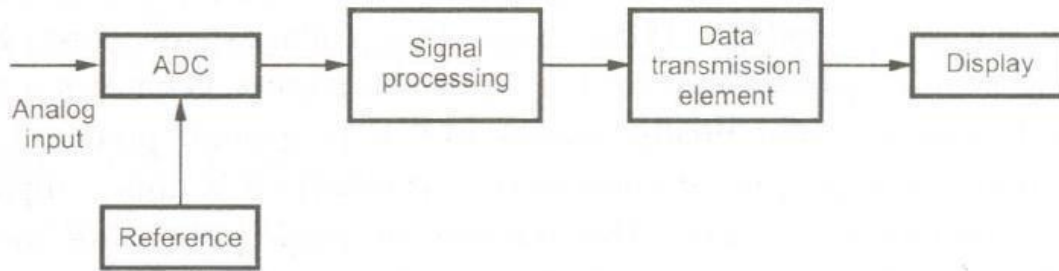 ADC
Signal
processing
Data
transmission
element
Display
Analog
input
Reference